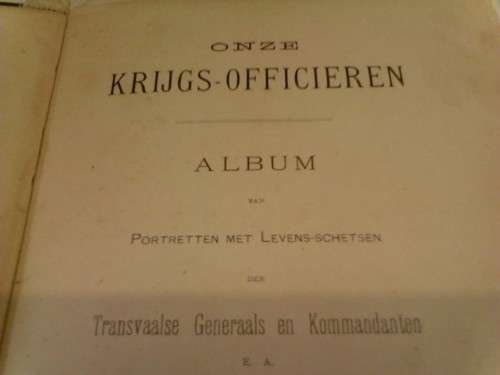 ONZE
KRIJGS-OFFICIEREN
ALBUM
VAN
PORTRETTEN MET LEVENS-SCHETSEN
DER
Transvaalse Generaals en Kommandanten
E. A.